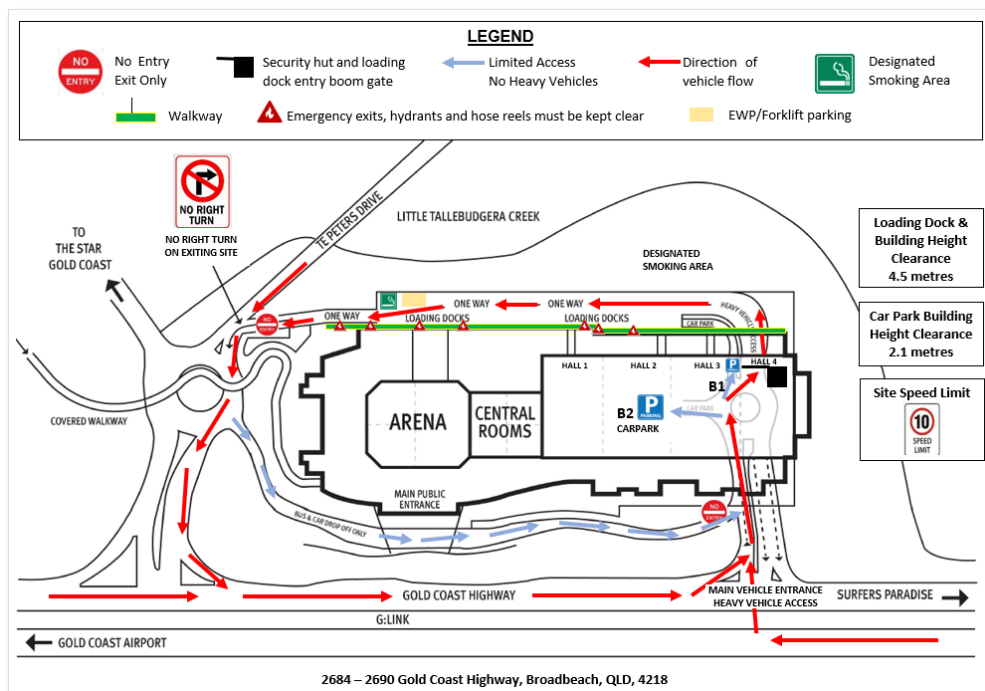 LEGEND
NO
ENTRY
No Entry
Exit Only
Security hut and loading
dock entry boom gate
Limited Access
No Heavy Vehicles
Direction of
vehicle flow
Designated
Smoking Area
Walkway
Emergency exits, hydrants and hose reels must be kept clear
EWP/Forklift parking
NO RIGHT
TURN
NO RIGHT TURN
ON EXITING SITE
TO
THE STAR
GOLD COAST
TE PETERS DRIVE
LITTLE TALLEBUDGERA CREEK
DESIGNATED
SMOKING AREA
Loading Dock &
Building Height
Clearance
4.5 metres
Car Park Building
Height Clearance
2.1 metres
Site Speed Limit
10
SPEED
LIMIT
NO
ENTRY
ONE WAY
ONE WAY
ONE WAY
LOADING DOCKS
LOADING DOCKS
HEAVY VEHICLE ACCESS
CAR PARK
HALL 1
HALL 2
HALL 3
HALL 4
P
B1
B2
P
PARKING
CARPARK
CAR PARK
ARENA
CENTRAL
ROOMS
COVERED WALKWAY
MAIN PUBLIC
ENTRANCE
BUS & CAR DROP OFF ONLY
NO
ENTRY
MAIN VEHICLE ENTRANCE
HEAVY VEHICLE ACCESS
GOLD COAST HIGHWAY
SURFERS PARADISE
G:LINK
GOLD COAST AIRPORT
2684 – 2690 Gold Coast Highway, Broadbeach, QLD, 4218